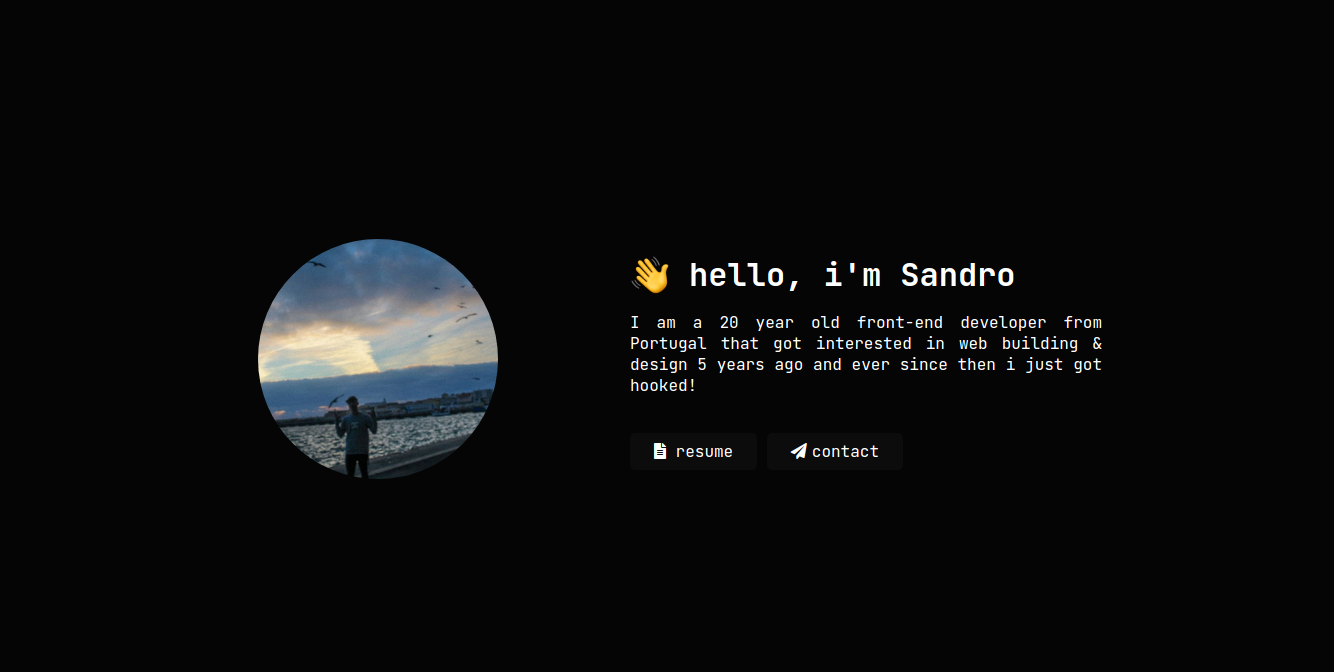 👋 hello, i'm Sandro
I am a 20 year old front-end developer from
Portugal that got interested in web building &
design 5 years ago and ever since then i just got
hooked!
resume
contact